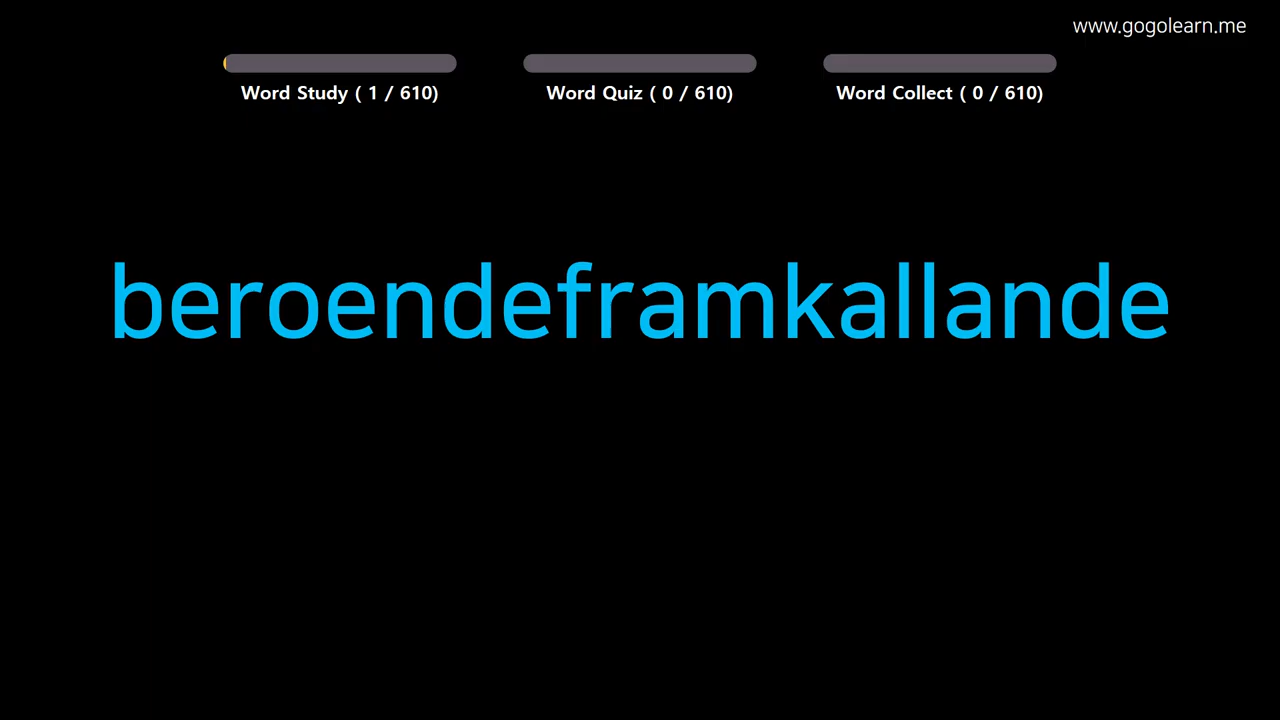 www.gogolearn.me
Word Study ( 1 / 610)
Word Quiz ( 0 / 610)
Word Collect ( 0 / 610)
beroendeframkallande